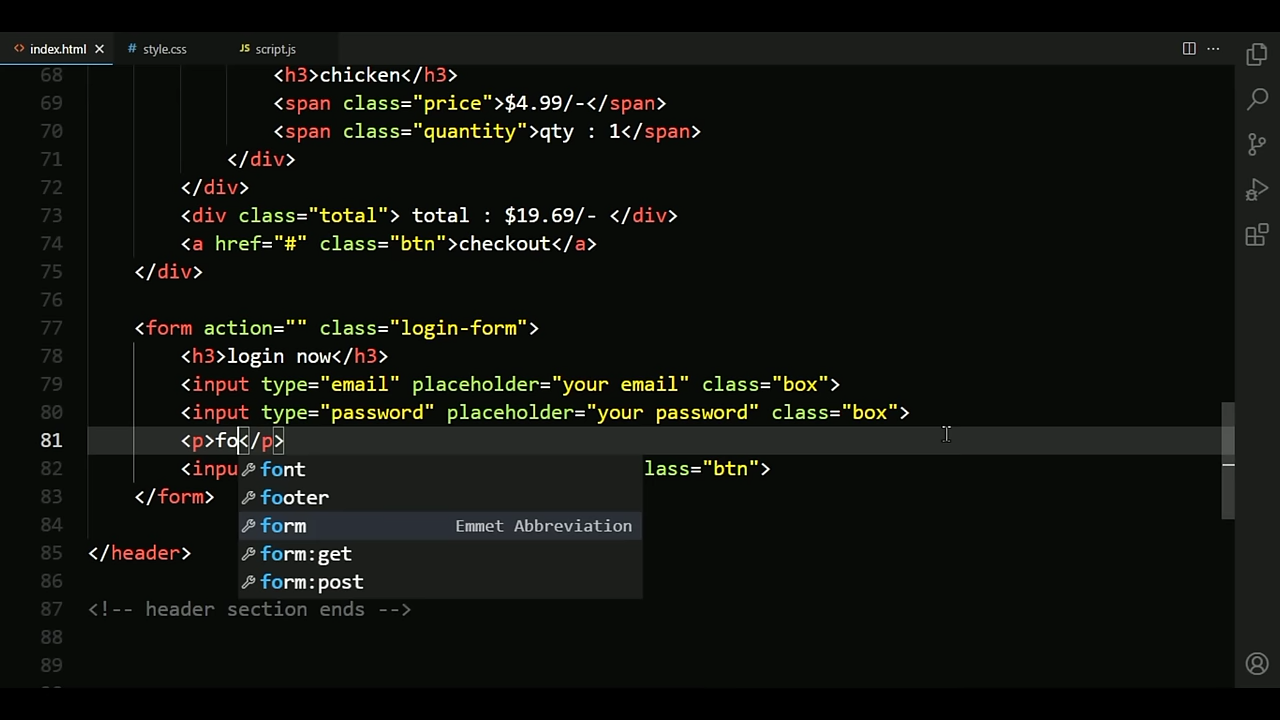 index.html style.css JS script.js
68 <h3>chicken</h3>
69 <span class="price">$4.99/-</span>
70 <span class="quantity">qty : 1</span>
71 </div>
72 </div>
73 <div class="total"> total : $19.69/- </div>
74 <a href="#" class="btn">checkout</a>
75 </div>
76
77 <form action="" class="login-form">
78 <h3>login now</h3>
79 <input type="email" placeholder="your email" class="box">
80 <input type="password" placeholder="your password" class="box">
81 <p>fo</p>
82 <inpu lass="btn">
font
83 </form>
footer
84
form Emmet Abbreviation
85 </header>
form:get
86
form:post
87 <!-- header section ends -->
88
89